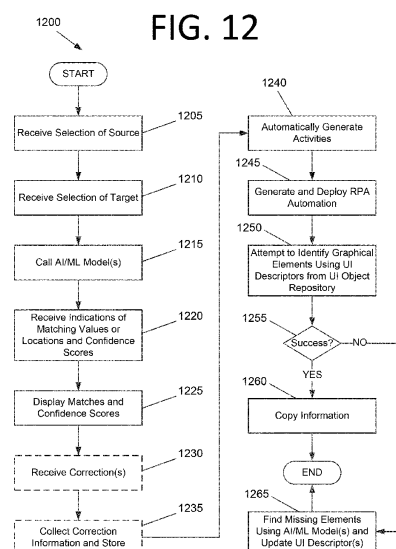 FIG. 12
1200
START
1205
Receive Selection of Source
1210
Receive Selection of Target
1215
Call AI/ML Model(s)
1220
Receive Indications of
Matching Values or
Locations and Confidence
Scores
1225
Display Matches and
Confidence Scores
1230
Receive Correction(s)
1235
Collect Correction
Information and Store
1240
Automatically Generate
Activities
1245
Generate and Deploy RPA
Automation
1250
Attempt to Identify Graphical
Elements Using UI
Descriptors from UI Object
Repository
1255
Success?
NO
YES
1260
Copy Information
END
1265
Find Missing Elements
Using AI/ML Model(s) and
Update UI Descriptor(s)